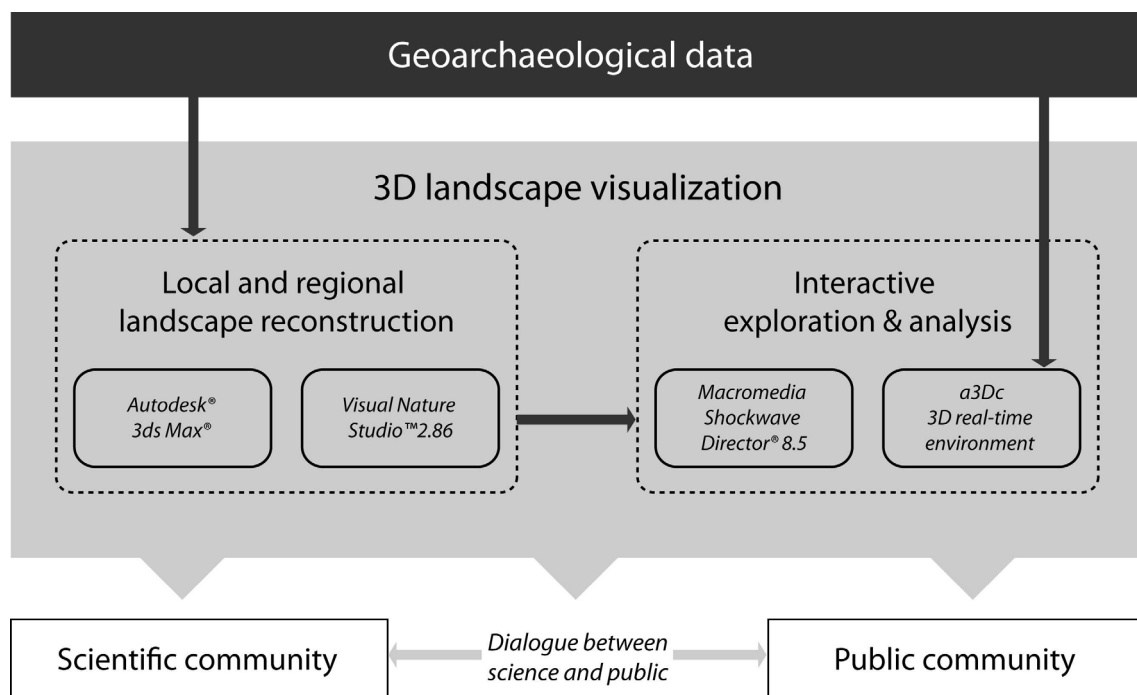 Geoarchaeological data
3D landscape visualization
Local and regional
landscape reconstruction
Autodesk®
3ds Max®
Visual Nature
Studio™2.86
Interactive
exploration & analysis
Macromedia
Shockwave
Director® 8.5
a3Dc
3D real-time
environment
Scientific community
Dialogue between
science and public
Public community